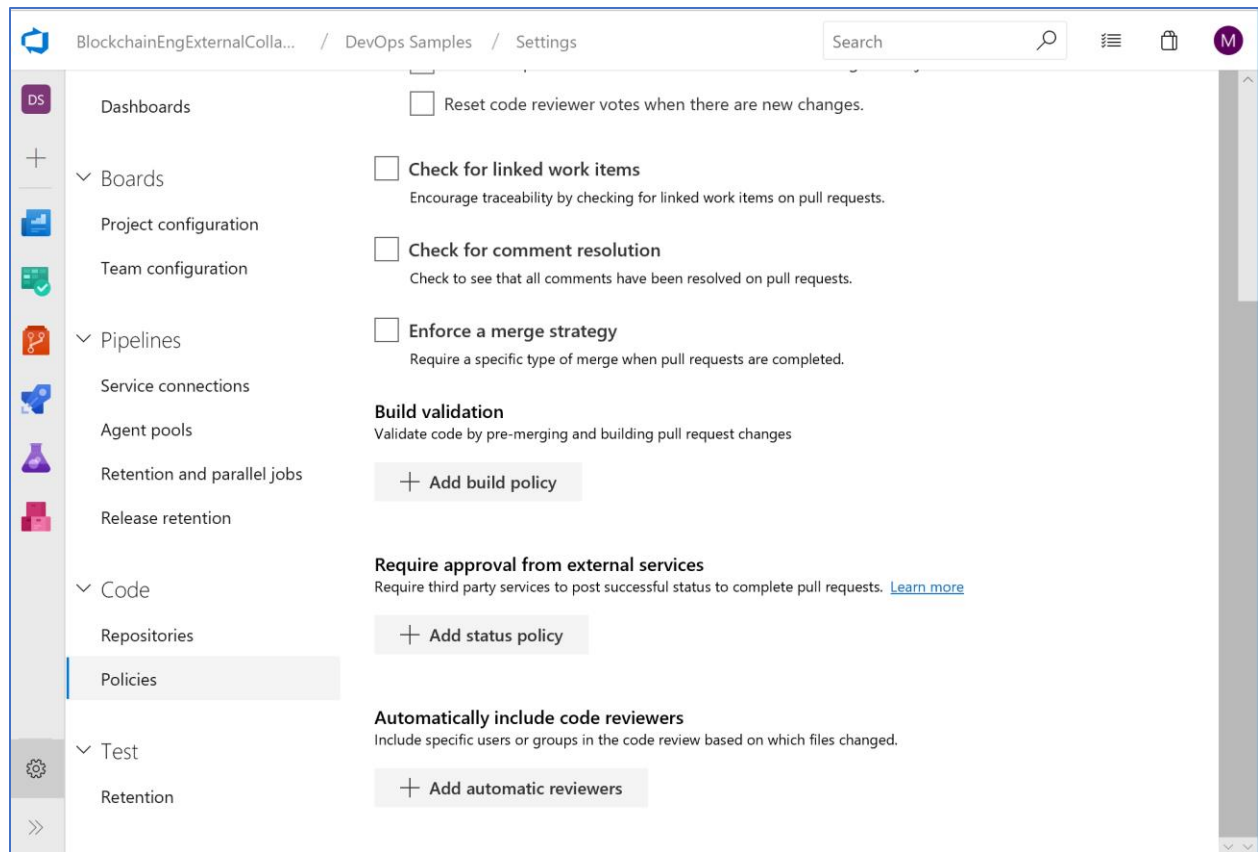 BlockchainEngExternalColla... / DevOps Samples / Settings
Search
M
DS
Dashboards
Boards
Project configuration
Team configuration
Pipelines
Service connections
Agent pools
Retention and parallel jobs
Release retention
Code
Repositories
Policies
Test
Retention
Reset code reviewer votes when there are new changes.
Check for linked work items
Encourage traceability by checking for linked work items on pull requests.
Check for comment resolution
Check to see that all comments have been resolved on pull requests.
Enforce a merge strategy
Require a specific type of merge when pull requests are completed.
Build validation
Validate code by pre-merging and building pull request changes
+ Add build policy
Require approval from external services
Require third party services to post successful status to complete pull requests. Learn more
+ Add status policy
Automatically include code reviewers
Include specific users or groups in the code review based on which files changed.
+ Add automatic reviewers